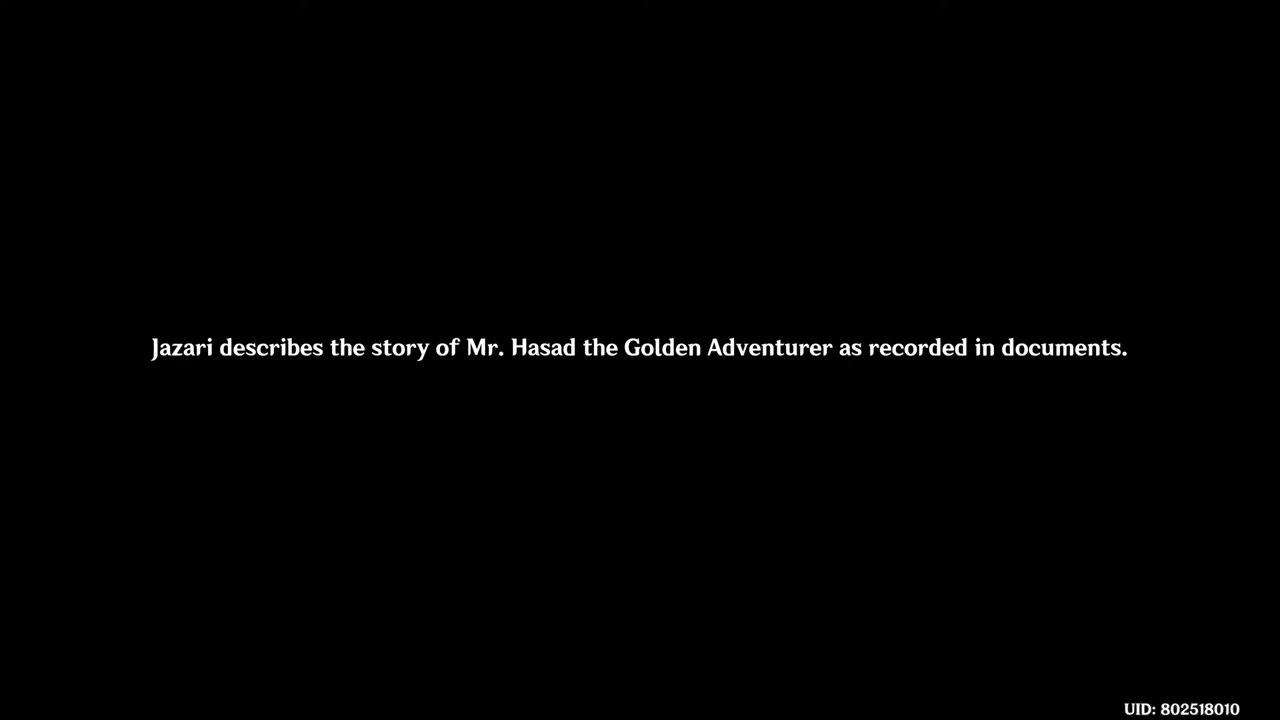 Jazari describes the story of Mr. Hasad the Golden Adventurer as recorded in documents.
UID: 802518010